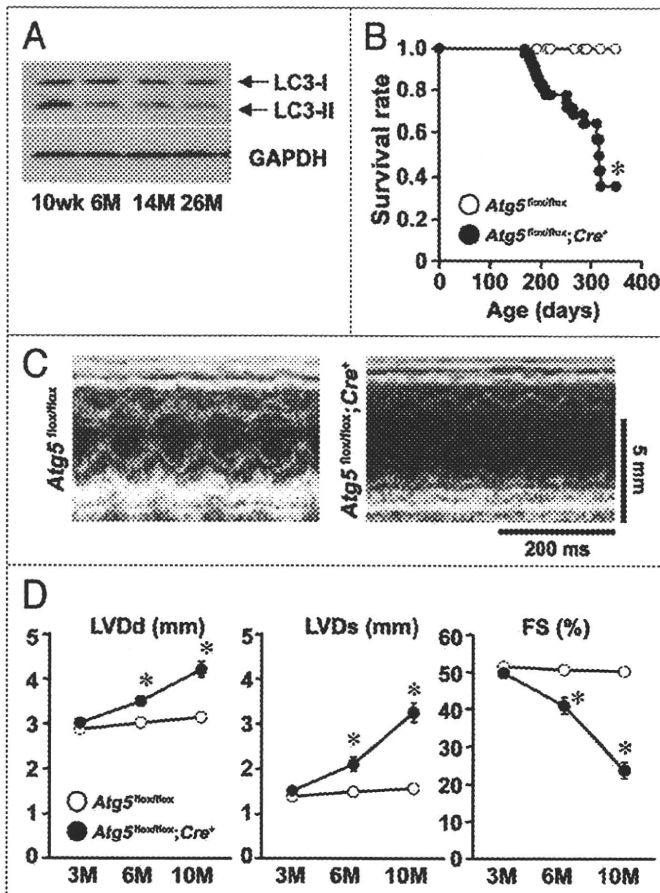 A
LC3-I
LC3-II
GAPDH
10wk 6M 14M 26M
B
Survival rate
1.0
0.8
0.6
0.4
0.2
0
*
Atg5flox/flox
Atg5flox/flox;Cre+
0 100 200 300 400
Age (days)
C
Atg5flox/flox
Atg5flox/flox;Cre+
5 mm
200 ms
D
LVDd (mm)
5
4
3
2
1
0
* *
Atg5flox/flox
Atg5flox/flox;Cre+
3M 6M 10M
LVDs (mm)
5
4
3
2
1
0
* *
3M 6M 10M
FS (%)
60
50
40
30
20
10
0
* *
3M 6M 10M